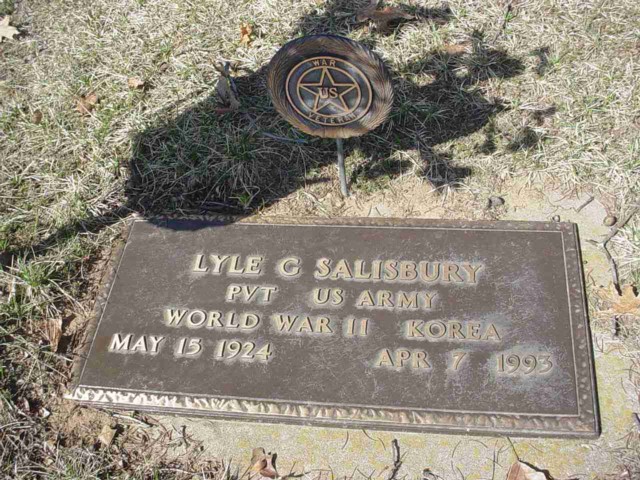 WAR
US
VETERAN
LYLE G SALISBURY
PVT US ARMY
WORLD WAR II KOREA
MAY 15 1924 APR 7 1993